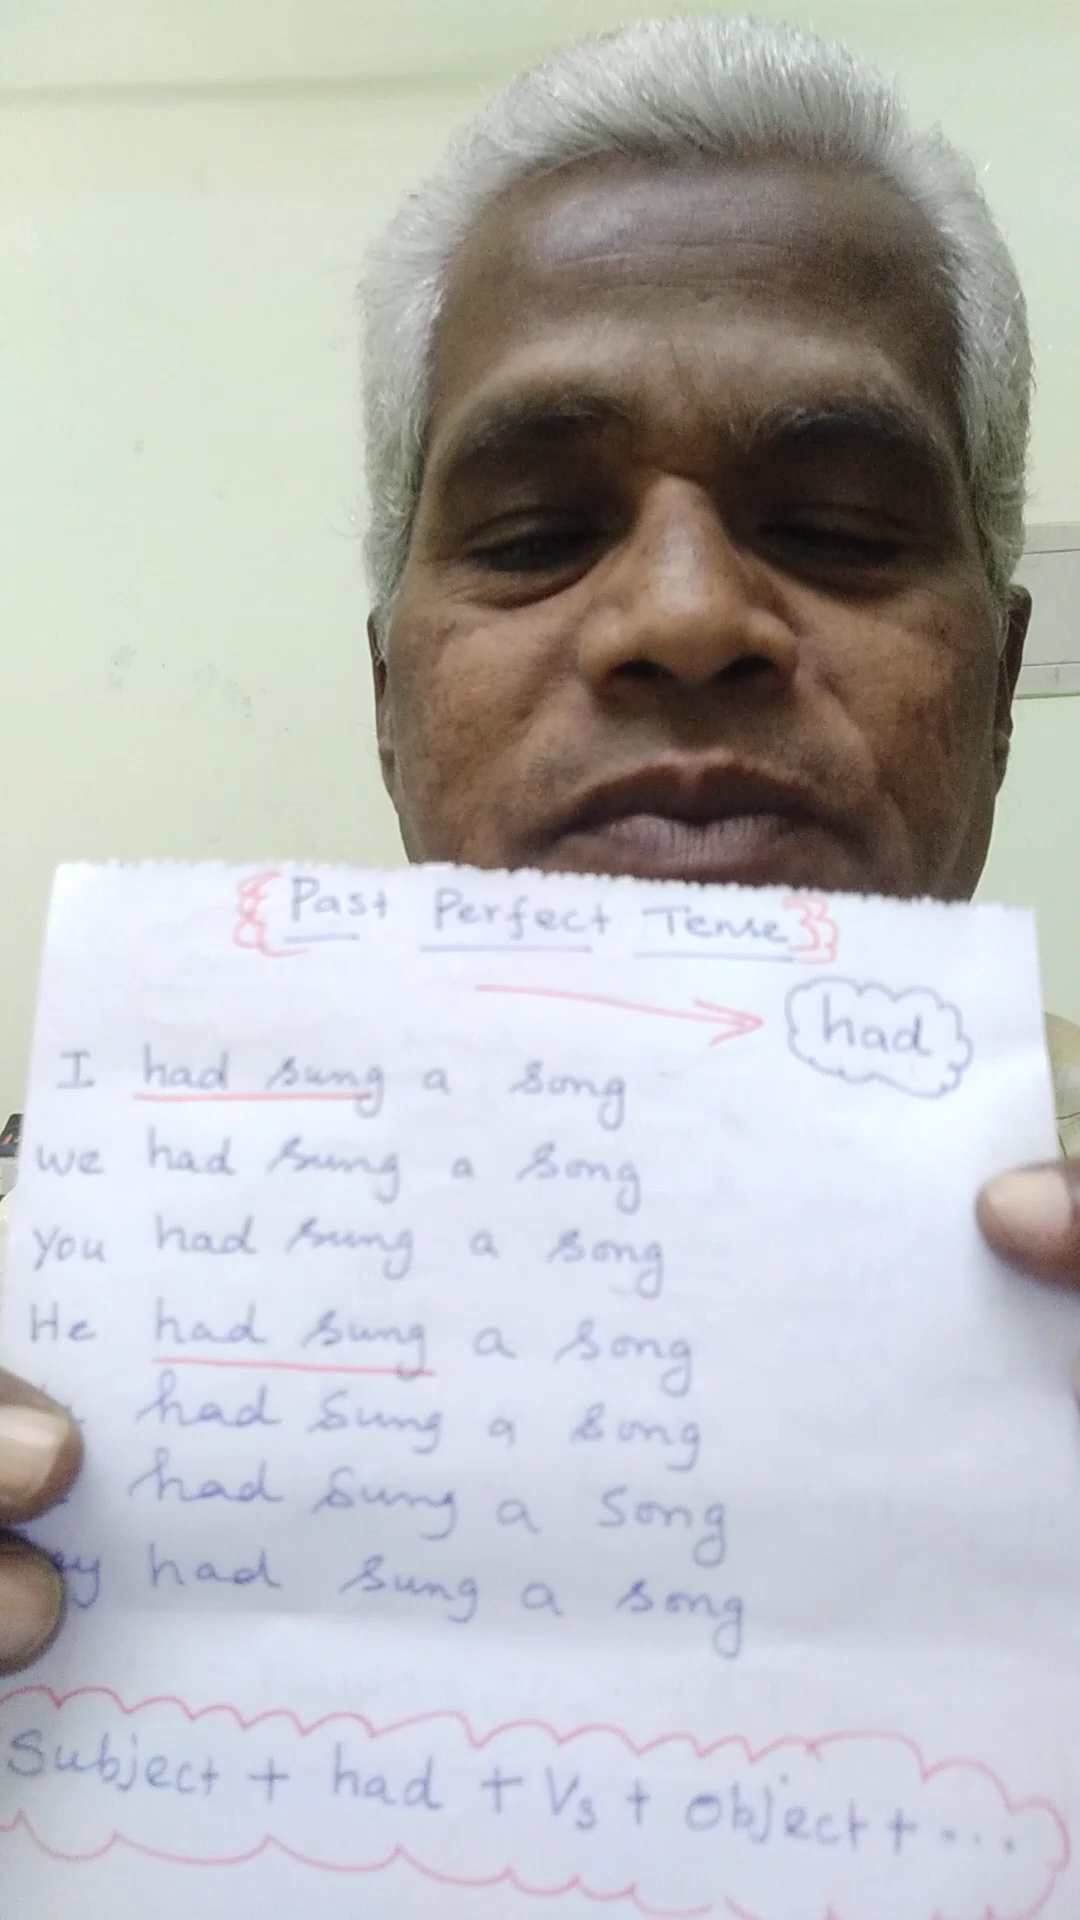 Past Perfect Tense
had
I had sung a song
we had sung a song
You had sung a song
He had sung a song
had sung a song
had sung a song
had sung a song
Subject + had + V3 + object + ...